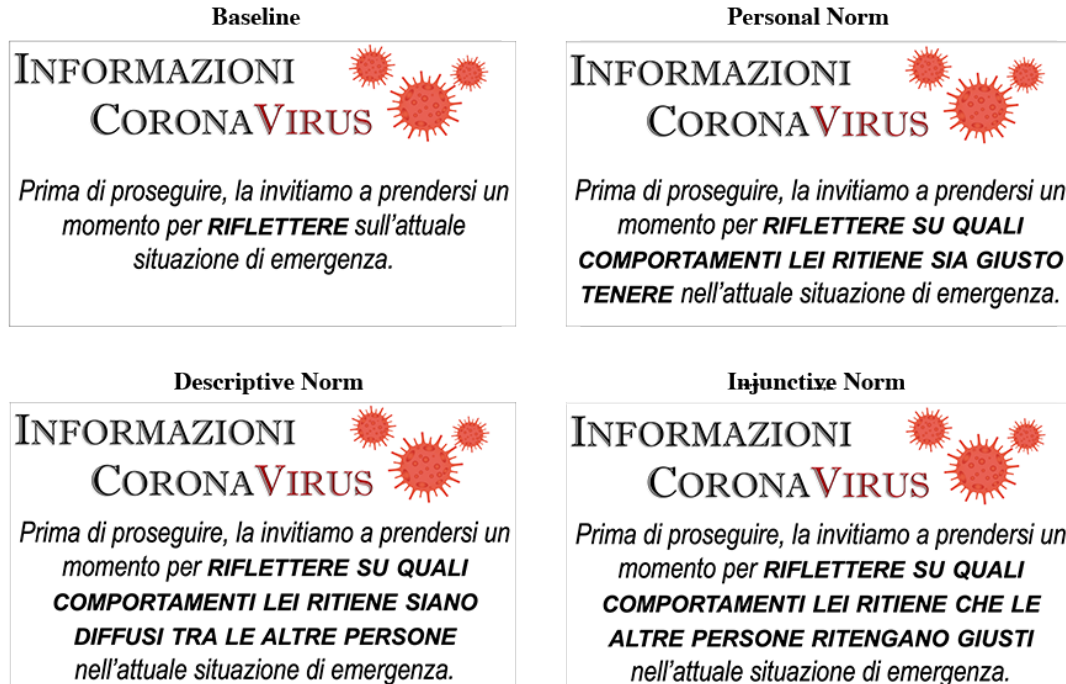 Baseline
INFORMAZIONI
CORONAVIRUS
Prima di proseguire, la invitiamo a prendersi un
momento per RIFLETTERE sull'attuale
situazione di emergenza.
Personal Norm
INFORMAZIONI
CORONAVIRUS
Prima di proseguire, la invitiamo a prendersi un
momento per RIFLETTERE SU QUALI
COMPORTAMENTI LEI RITIENE SIA GIUSTO
TENERE nell'attuale situazione di emergenza.
Descriptive Norm
INFORMAZIONI
CORONAVIRUS
Prima di proseguire, la invitiamo a prendersi un
momento per RIFLETTERE SU QUALI
COMPORTAMENTI LEI RITIENE SIANO
DIFFUSI TRA LE ALTRE PERSONE
nell'attuale situazione di emergenza.
Injunctive Norm
INFORMAZIONI
CORONAVIRUS
Prima di proseguire, la invitiamo a prendersi un
momento per RIFLETTERE SU QUALI
COMPORTAMENTI LEI RITIENE CHE LE
ALTRE PERSONE RITENGANO GIUSTI
nell'attuale situazione di emergenza.